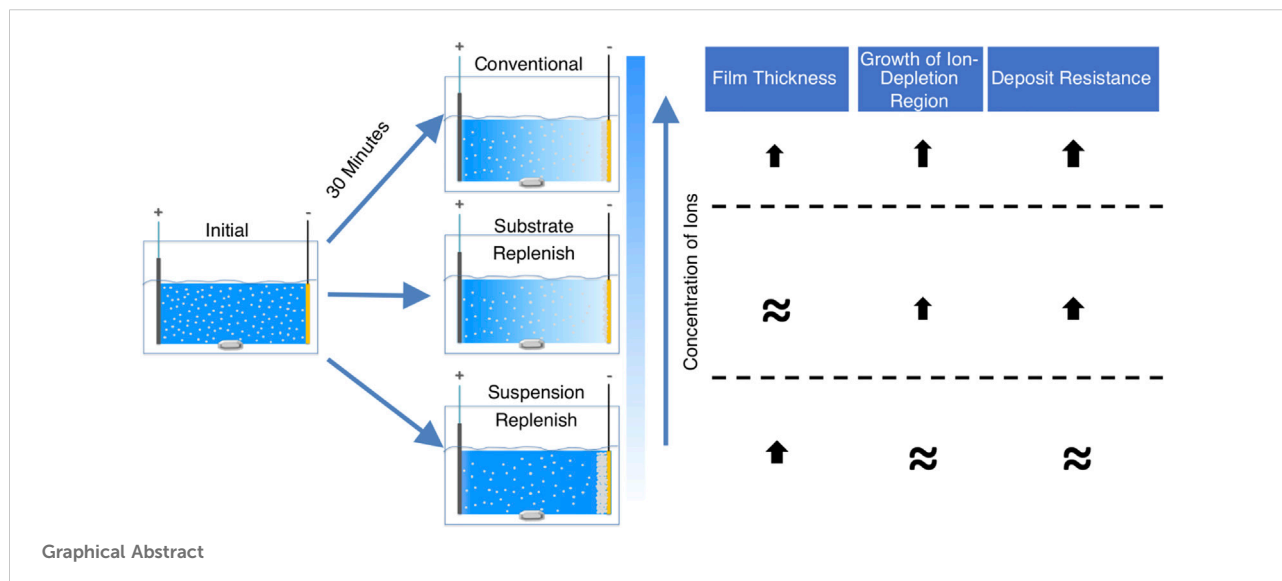 +
-
Initial
30 Minutes
+
-
Conventional
+
-
Substrate
Replenish
+
-
Suspension
Replenish
Concentration of Ions
Film Thickness
Growth of Ion-
Depletion
Region
Deposit Resistance
≈
≈
≈
Graphical Abstract